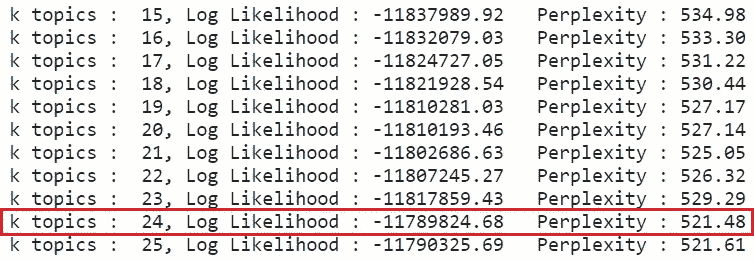 k topics :  15, Log Likelihood : -11837989.92   Perplexity : 534.98
k topics :  16, Log Likelihood : -11832079.03   Perplexity : 533.30
k topics :  17, Log Likelihood : -11824727.05   Perplexity : 531.22
k topics :  18, Log Likelihood : -11821928.54   Perplexity : 530.44
k topics :  19, Log Likelihood : -11810281.03   Perplexity : 527.17
k topics :  20, Log Likelihood : -11810193.46   Perplexity : 527.14
k topics :  21, Log Likelihood : -11802686.63   Perplexity : 525.05
k topics :  22, Log Likelihood : -11807245.27   Perplexity : 526.32
k topics :  23, Log Likelihood : -11817859.43   Perplexity : 529.29
k topics :  24, Log Likelihood : -11789824.68   Perplexity : 521.48
k topics :  25, Log Likelihood : -11790325.69   Perplexity : 521.61